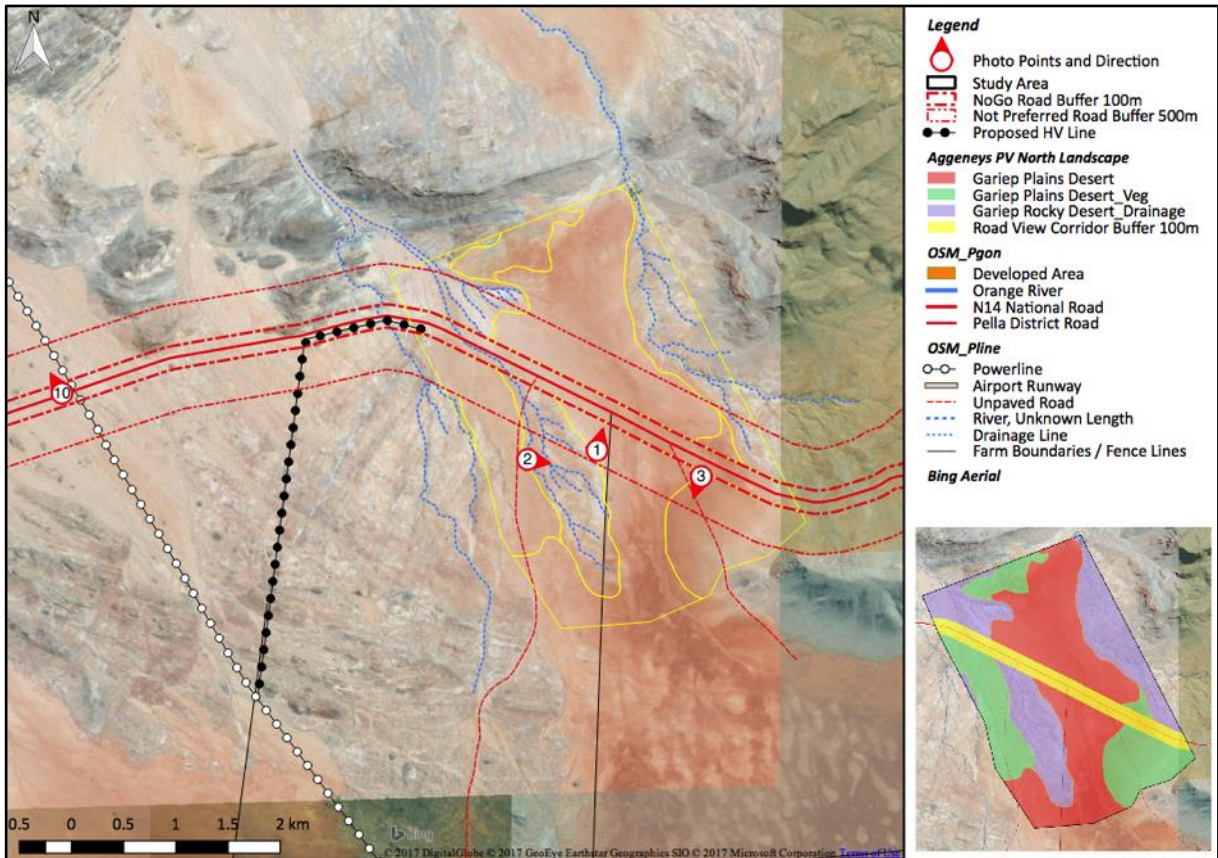 N
10
2
1
3
0.5 0 0.5 1 2 km
bing
© 2017 DigitalGlobe © 2017 GeoEye Earthstar Geographics SIO © 2017 Microsoft Corporation Terms of Use
Legend
Photo Points and Direction
Study Area
NoGo Road Buffer 100m
Not Preferred Road Buffer 500m
Proposed HV Line
Aggeneys PV North Landscape
Gariep Plains Desert
Gariep Plains Desert_Veg
Gariep Rocky Desert_Drainage
Road View Corridor Buffer 100m
OSM_Pgon
Developed Area
Orange River
N14 National Road
Pella District Road
OSM_Pline
Powerline
Airport Runway
Unpaved Road
River, Unknown Length
Drainage Line
Farm Boundaries / Fence Lines
Bing Aerial